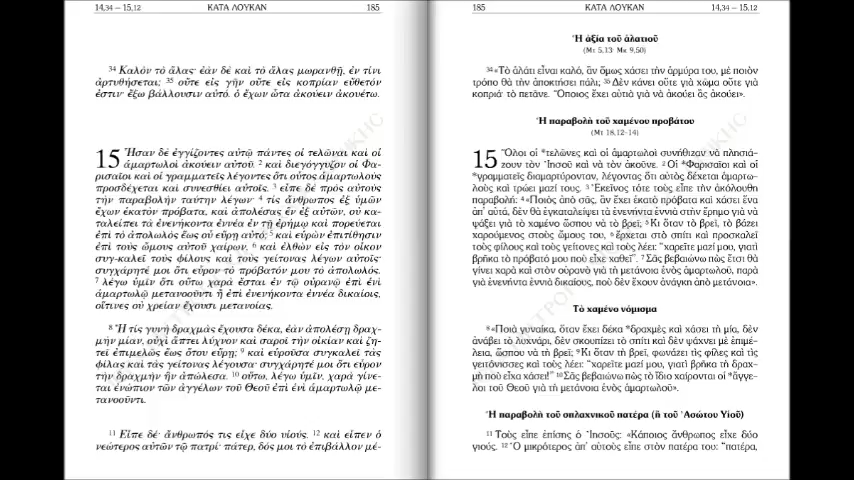 14,34 – 15,12 ΚΑΤΑ ΛΟΥΚΑΝ 185
34 Καλὸν τὸ ἅλας· ἐὰν δὲ καὶ τὸ ἅλας μωρανθῇ, ἐν τίνι
ἀρτυθήσεται; 35 οὔτε εἰς γῆν οὔτε εἰς κοπρίαν εὔθετόν
ἐστιν· ἔξω βάλλουσιν αὐτό. ὁ ἔχων ὦτα ἀκούειν ἀκουέτω.
15 Ἦσαν δὲ ἐγγίζοντες αὐτῷ πάντες οἱ τελῶναι καὶ οἱ
ἁμαρτωλοὶ ἀκούειν αὐτοῦ. 2 καὶ διεγόγγυζον οἱ Φα-
ρισαῖοι καὶ οἱ γραμματεῖς λέγοντες ὅτι οὗτος ἁμαρτωλοὺς
προσδέχεται καὶ συνεσθίει αὐτοῖς. 3 εἶπε δὲ πρὸς αὐτοὺς
τὴν παραβολὴν ταύτην λέγων· 4 τίς ἄνθρωπος ἐξ ὑμῶν
ἔχων ἑκατὸν πρόβατα, καὶ ἀπολέσας ἓν ἐξ αὐτῶν, οὐ κα-
ταλείπει τὰ ἐνενήκοντα ἐννέα ἐν τῇ ἐρήμῳ καὶ πορεύεται
ἐπὶ τὸ ἀπολωλὸς ἕως οὗ εὕρῃ αὐτό; 5 καὶ εὑρὼν ἐπιτίθησιν
ἐπὶ τοὺς ὤμους αὐτοῦ χαίρων, 6 καὶ ἐλθὼν εἰς τὸν οἶκον
συγ-καλεῖ τοὺς φίλους καὶ τοὺς γείτονας λέγων αὐτοῖς·
συγχάρητέ μοι ὅτι εὗρον τὸ πρόβατόν μου τὸ ἀπολωλός.
7 λέγω ὑμῖν ὅτι οὕτω χαρὰ ἔσται ἐν τῷ οὐρανῷ ἐπὶ ἑνὶ
ἁμαρτωλῷ μετανοοῦντι ἢ ἐπὶ ἐνενήκοντα ἐννέα δικαίοις,
οἵτινες οὐ χρείαν ἔχουσι μετανοίας.
8 Ἢ τίς γυνὴ δραχμὰς ἔχουσα δέκα, ἐὰν ἀπολέσῃ δραχ-
μὴν μίαν, οὐχὶ ἅπτει λύχνον καὶ σαροῖ τὴν οἰκίαν καὶ ζη-
τεῖ ἐπιμελῶς ἕως ὅτου εὕρῃ; 9 καὶ εὑροῦσα συγκαλεῖ τὰς
φίλας καὶ τὰς γείτονας λέγουσα· συγχάρητέ μοι ὅτι εὗρον
τὴν δραχμὴν ἣν ἀπώλεσα. 10 οὕτω, λέγω ὑμῖν, χαρὰ γίνε-
ται ἐνώπιον τῶν ἀγγέλων τοῦ Θεοῦ ἐπὶ ἑνὶ ἁμαρτωλῷ με-
τανοοῦντι.
11 Εἶπε δέ· ἄνθρωπός τις εἶχε δύο υἱούς. 12 καὶ εἶπεν ὁ
νεώτερος αὐτῶν τῷ πατρί· πάτερ, δός μοι τὸ ἐπιβάλλον μέ-
185 ΚΑΤΑ ΛΟΥΚΑΝ 14,34 – 15,12
Ἡ ἀξία τοῦ ἁλατιοῦ
(Μτ 5,13· Μκ 9,50)
34 «Τὸ ἁλάτι εἶναι καλό, ἂν ὅμως χάσει τὴν ἁρμύρα του, μὲ ποιὸν
τρόπο θὰ τὴν ἀποκτήσει πάλι; 35 Δὲν κάνει οὔτε γιὰ χῶμα οὔτε γιὰ
κοπριά· τὸ πετᾶνε. Ὅποιος ἔχει αὐτιὰ γιὰ νὰ ἀκούει ἂς ἀκούει».
Ἡ παραβολὴ τοῦ χαμένου προβάτου
(Μτ 18,12-14)
15 Ὅλοι οἱ *τελῶνες καὶ οἱ ἁμαρτωλοὶ συνήθιζαν νὰ πλησιά-
ζουν τὸν Ἰησοῦ καὶ νὰ τὸν ἀκοῦνε. 2 Οἱ *Φαρισαῖοι καὶ οἱ
*γραμματεῖς διαμαρτύρονταν, λέγοντας ὅτι αὐτὸς δέχεται ἁμαρτω-
λοὺς καὶ τρώει μαζί τους. 3 Ἐκεῖνος τότε τοὺς εἶπε τὴν ἀκόλουθη
παραβολή: 4 «Ποιὸς ἀπὸ σᾶς, ἂν ἔχει ἑκατὸ πρόβατα καὶ χάσει ἕνα
ἀπ' αὐτά, δὲν θὰ ἐγκαταλείψει τὰ ἐνενήντα ἐννιὰ στὴν ἔρημο γιὰ νὰ
ψάξει γιὰ τὸ χαμένο ὥσπου νὰ τὸ βρεῖ; 5 Κι ὅταν τὸ βρεῖ, τὸ βάζει
χαρούμενος στοὺς ὤμους του, 6 ἔρχεται στὸ σπίτι καὶ προσκαλεῖ
τοὺς φίλους καὶ τοὺς γείτονες καὶ τοὺς λέει: “χαρεῖτε μαζί μου, γιατὶ
βρῆκα τὸ πρόβατό μου ποὺ εἶχε χαθεῖ”. 7 Σᾶς βεβαιώνω πὼς ἔτσι θὰ
γίνει χαρὰ καὶ στὸν οὐρανὸ γιὰ τὴ μετάνοια ἑνὸς ἁμαρτωλοῦ, παρὰ
γιὰ ἐνενήντα ἐννιὰ δικαίους, ποὺ δὲν ἔχουν ἀνάγκη ἀπὸ μετάνοια».
Τὸ χαμένο νόμισμα
8 «Ποιὰ γυναίκα, ὅταν ἔχει δέκα *δραχμὲς καὶ χάσει τὴ μία, δὲν
ἀνάβει τὸ λυχνάρι, δὲν σκουπίζει τὸ σπίτι καὶ δὲν ψάχνει μὲ ἐπιμέ-
λεια, ὥσπου νὰ τὴ βρεῖ; 9 Κι ὅταν τὴ βρεῖ, φωνάζει τὶς φίλες καὶ τὶς
γειτόνισσες καὶ τοὺς λέει: “χαρεῖτε μαζί μου, γιατὶ βρῆκα τὴ δραχ-
μὴ ποὺ εἶχα χάσει!” 10 Σᾶς βεβαιώνω πὼς τὸ ἴδιο χαίρονται οἱ *ἄγγε-
λοι τοῦ Θεοῦ γιὰ τὴ μετάνοια ἑνὸς ἁμαρτωλοῦ».
Ἡ παραβολὴ τοῦ σπλαχνικοῦ πατέρα (ἢ τοῦ Ἀσώτου Υἱοῦ)
11 Τοὺς εἶπε ἐπίσης ὁ Ἰησοῦς: «Κάποιος ἄνθρωπος εἶχε δύο
γιούς. 12 Ὁ μικρότερος ἀπ' αὐτοὺς εἶπε στὸν πατέρα του: “πατέρα,